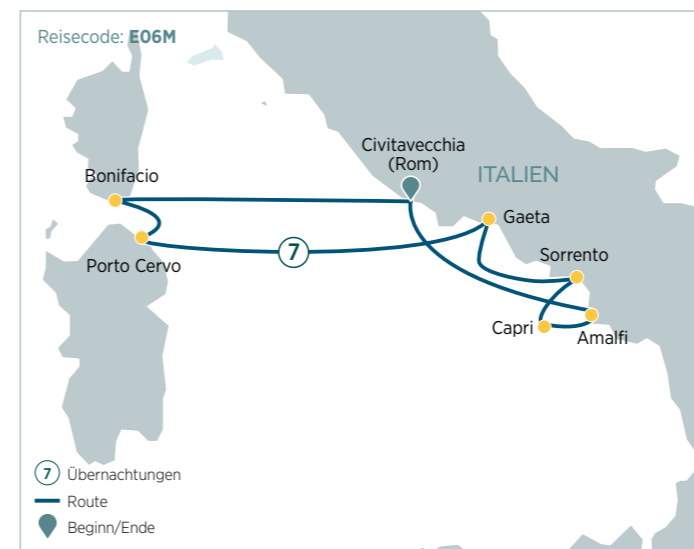 Reisecode: E06M
Civitavecchia
(Rom)
ITALIEN
Bonifacio
Gaeta
Sorrento
Porto Cervo
7
Capri
Amalfi
7 Übernachtungen
Route
Beginn/Ende